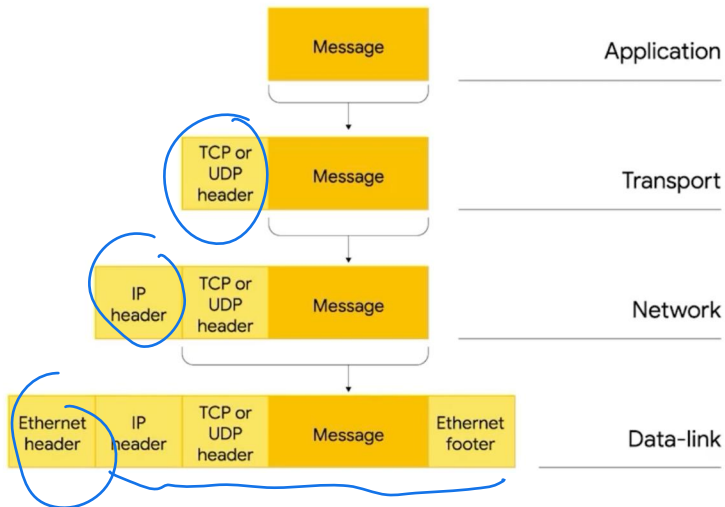 Message
Application
TCP or
UDP
header
Message
Transport
IP
header
TCP or
UDP
header
Message
Network
Ethernet
header
IP
header
TCP or
UDP
header
Message
Ethernet
footer
Data-link